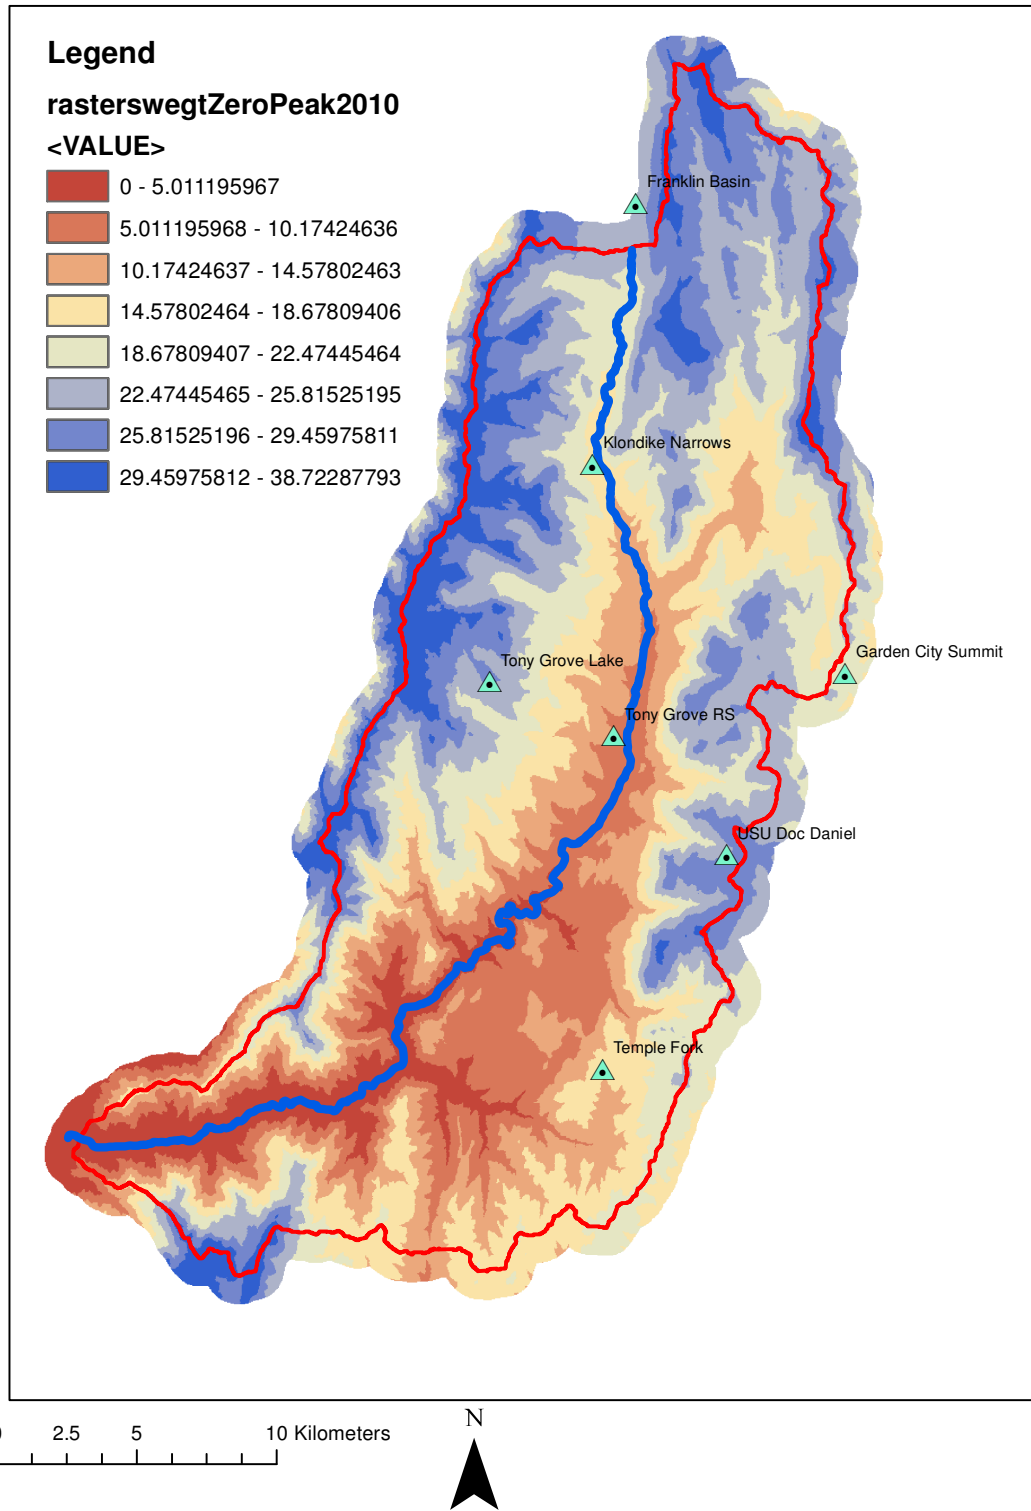 Legend
rasterswegtZeroPeak2010
<VALUE>
0 - 5.011195967
5.011195968 - 10.17424636
10.17424637 - 14.57802463
14.57802464 - 18.67809406
18.67809407 - 22.47445464
22.47445465 - 25.81525195
25.81525196 - 29.45975811
29.45975812 - 38.72287793
Franklin Basin
Klondike Narrows
Garden City Summit
Tony Grove Lake
Tony Grove RS
USU Doc Daniel
Temple Fork
2.5 5 10 Kilometers
N